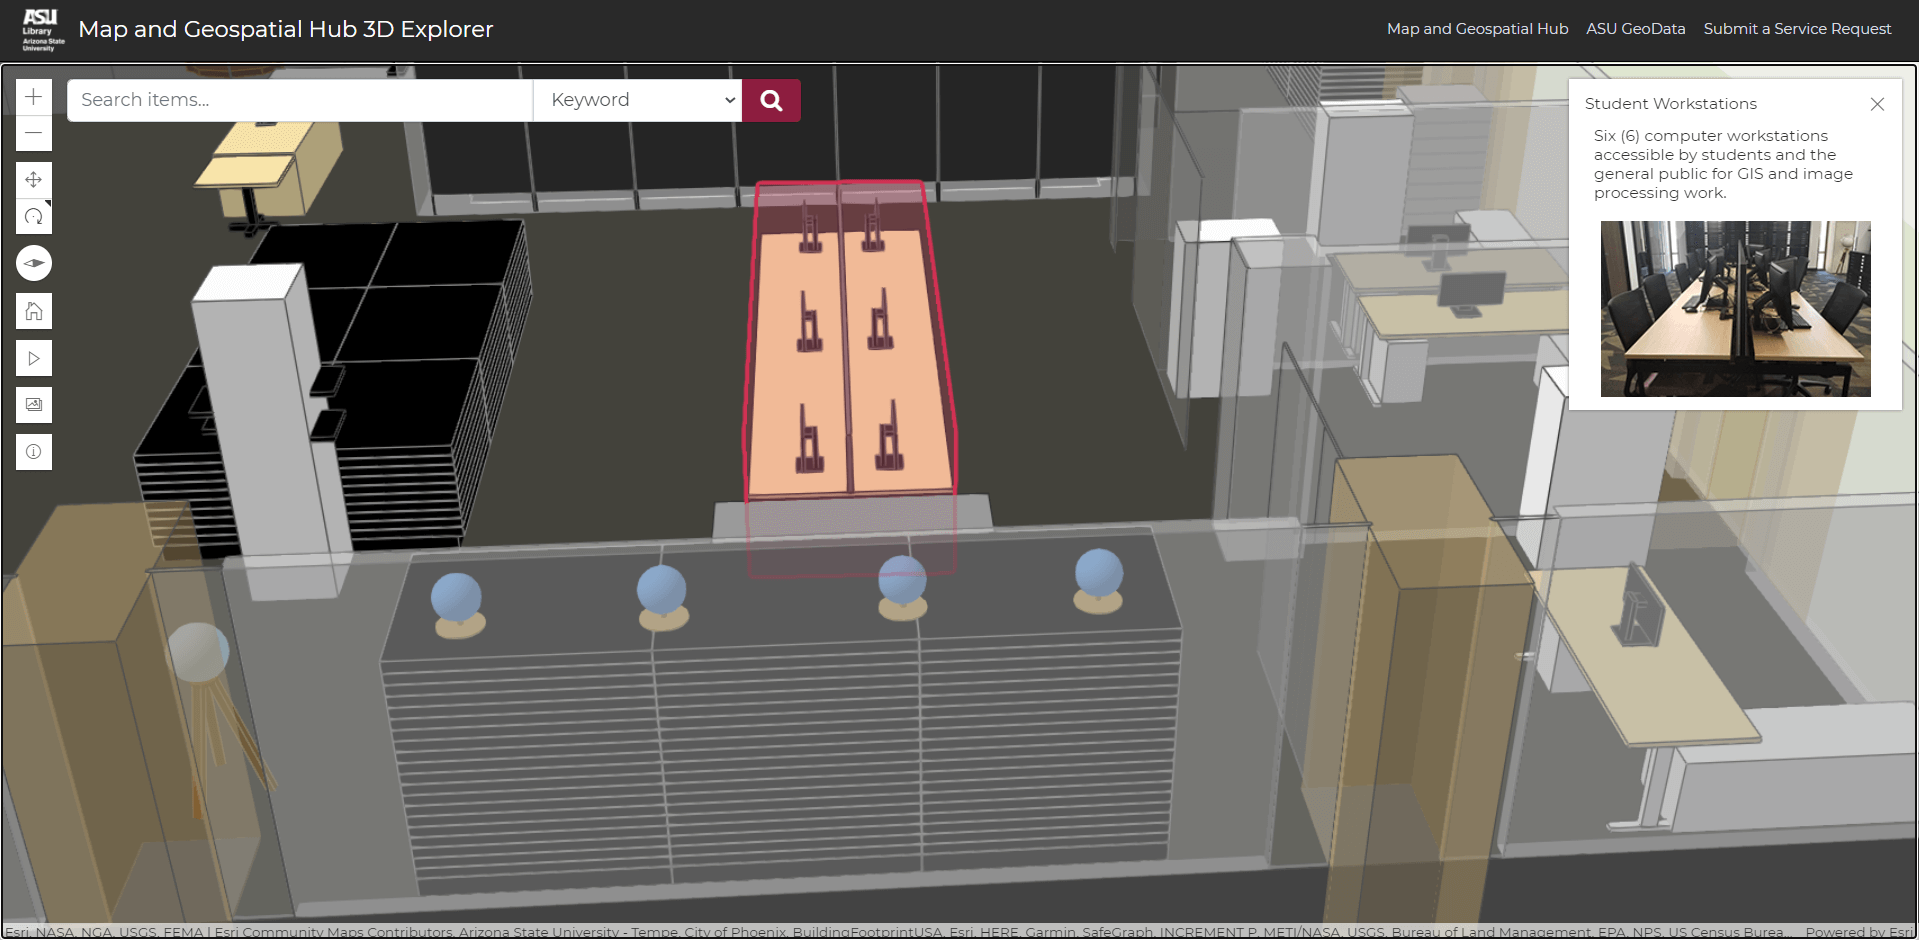 ASU
Library
Arizona State
University
Map and Geospatial Hub 3D Explorer
Map and Geospatial Hub
ASU GeoData
Submit a Service Request
Search items...
Keyword
Student Workstations
Six (6) computer workstations
accessible by students and the
general public for GIS and image
processing work.
Esri, NASA, NGA, USGS, FEMA | Esri Community Maps Contributors, Arizona State University - Tempe, City of Phoenix, BuildingFootprintUSA, Esri, HERE, Garmin, SafeGraph, INCREMENT P, METI/NASA, USGS, Bureau of Land Management, EPA, NPS, US Census Burea...
Powered by Esri